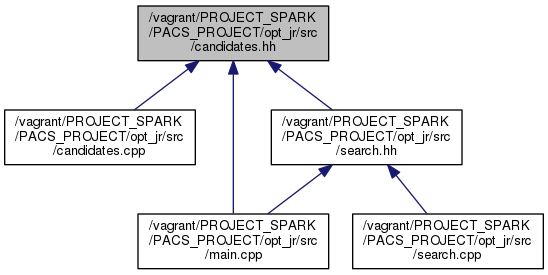 /vagrant/PROJECT_SPARK
/PACS_PROJECT/opt_jr/src
/candidates.hh
/vagrant/PROJECT_SPARK
/PACS_PROJECT/opt_jr/src
/candidates.cpp
/vagrant/PROJECT_SPARK
/PACS_PROJECT/opt_jr/src
/search.hh
/vagrant/PROJECT_SPARK
/PACS_PROJECT/opt_jr/src
/main.cpp
/vagrant/PROJECT_SPARK
/PACS_PROJECT/opt_jr/src
/search.cpp